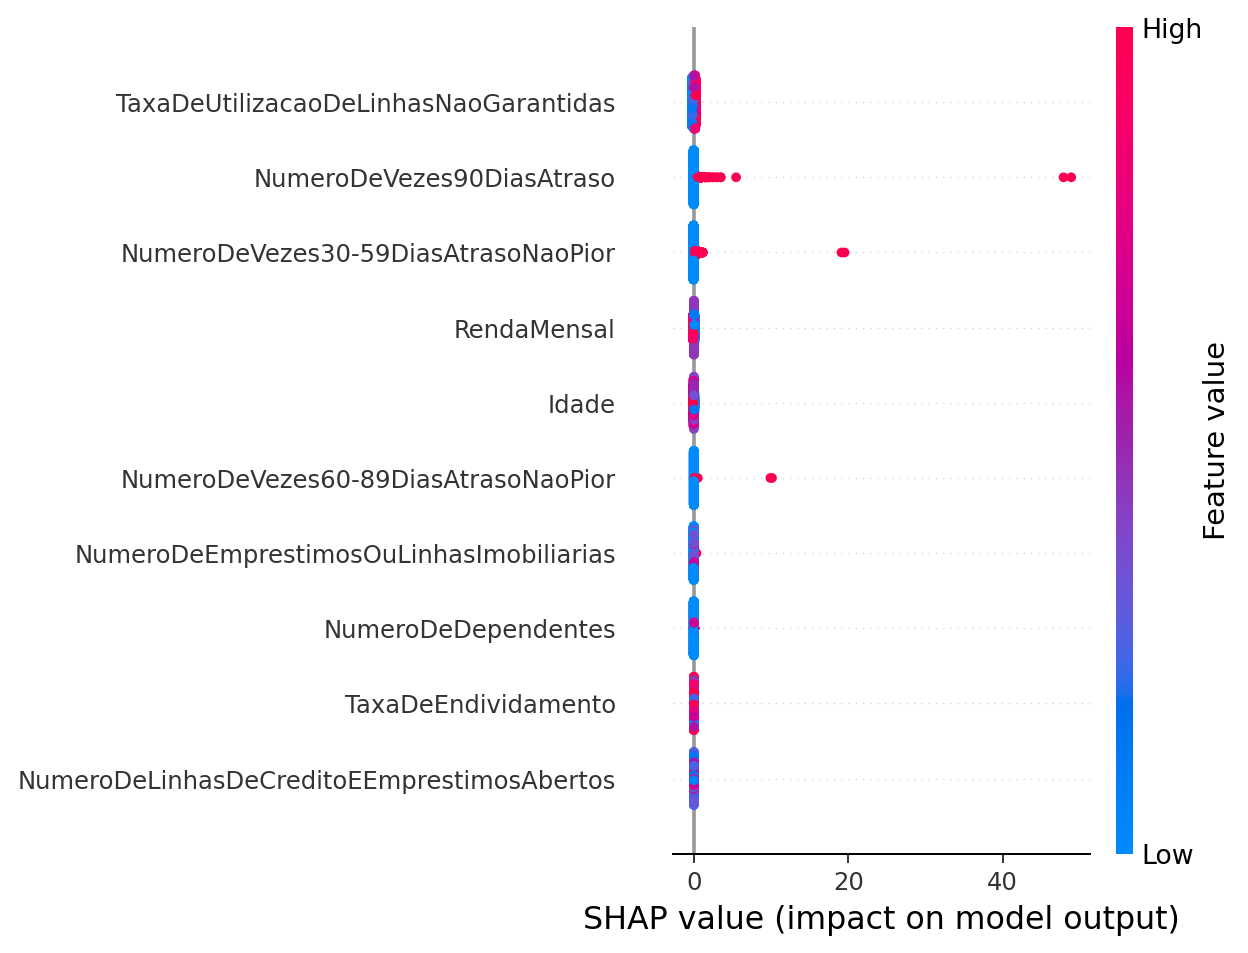 High
TaxaDeUtilizacaoDeLinhasNaoGarantidas
NumeroDeVezes90DiasAtraso
NumeroDeVezes30-59DiasAtrasoNaoPior
RendaMensal
Idade
NumeroDeVezes60-89DiasAtrasoNaoPior
NumeroDeEmprestimosOuLinhasImobiliarias
NumeroDeDependentes
TaxaDeEndividamento
NumeroDeLinhasDeCreditoEEmprestimosAbertos
Feature value
Low
0 20 40
SHAP value (impact on model output)